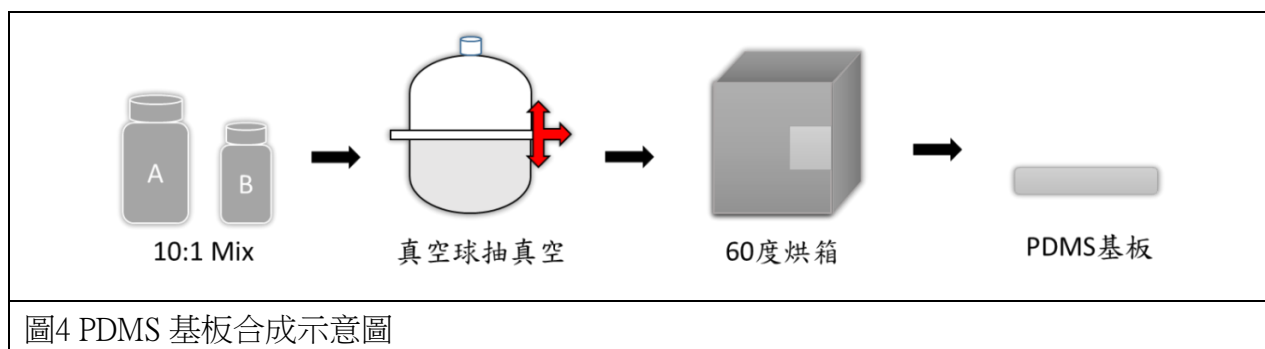 A
B
10:1 Mix
真空球抽真空
60度烘箱
PDMS基板
圖4 PDMS 基板合成示意圖